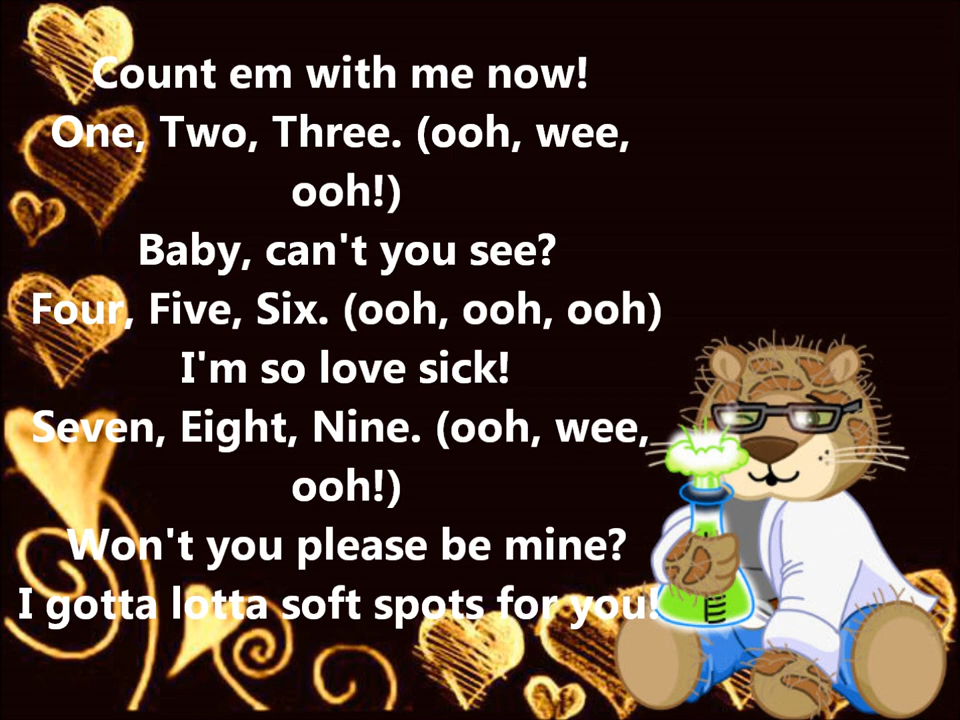 Count em with me now!
One, Two, Three. (ooh, wee,
ooh!)
Baby, can't you see?
Four, Five, Six. (ooh, ooh, ooh)
I'm so love sick!
Seven, Eight, Nine. (ooh, wee,
ooh!)
Won't you please be mine?
I gotta lotta soft spots for you!